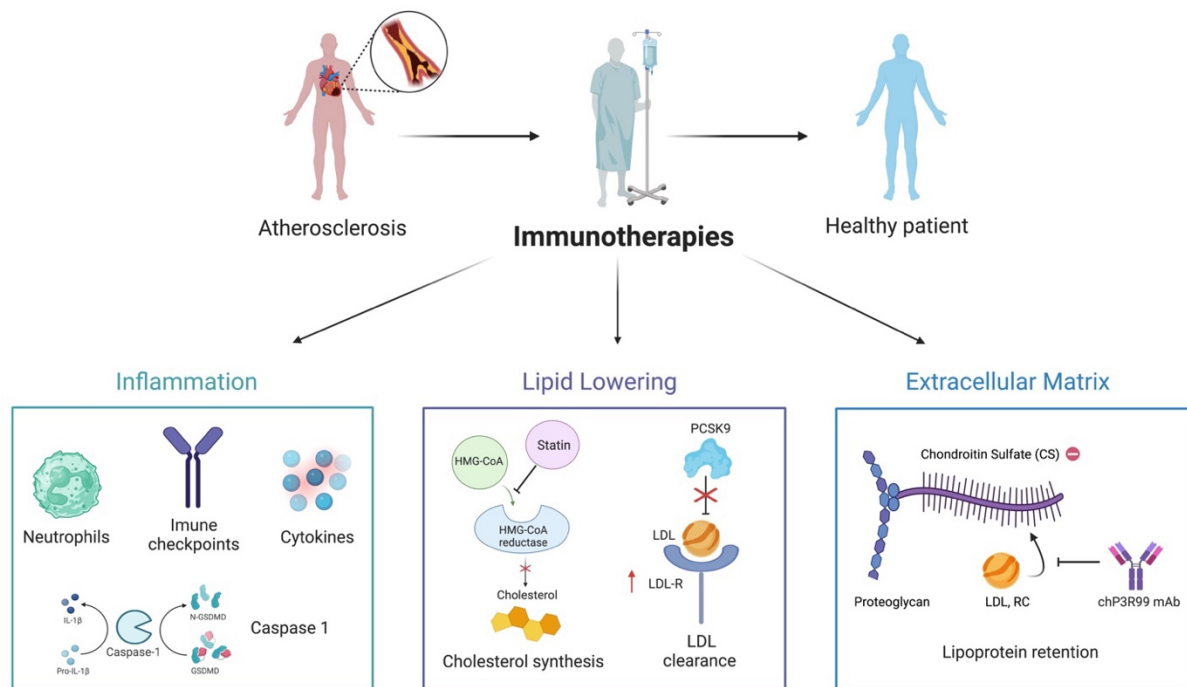 Atherosclerosis
Immunotherapies
Healthy patient
Inflammation
Neutrophils
Imune
checkpoints
Cytokines
IL-1β
Pro-IL-1β
Caspase-1
N-GSDMD
GSDMD
Caspase 1
Lipid Lowering
HMG-CoA
Statin
HMG-CoA
reductase
Cholesterol
Cholesterol synthesis
PCSK9
LDL
LDL-R
LDL
clearance
Extracellular Matrix
Chondroitin Sulfate (CS)
Proteoglycan
LDL, RC
chP3R99 mAb
Lipoprotein retention